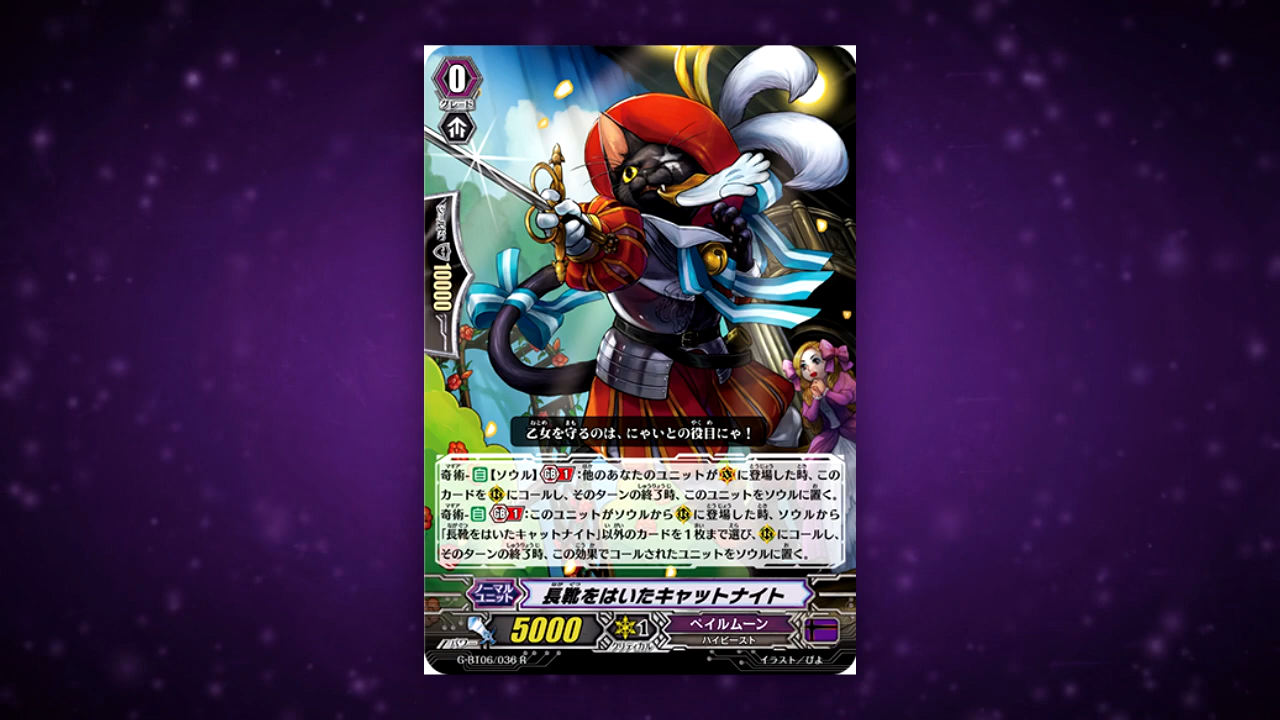 0
グレード
シールド
10000
乙女を守るのは、にゃいとの役目にゃ！
奇術-自【ソウル】GB1：他のあなたのユニットがVに登場した時、この
カードをRにコールし、そのターンの終了時、このユニットをソウルに置く。
奇術-自GB1：このユニットがソウルからRに登場した時、ソウルから
「長靴をはいたキャットナイト」以外のカードを1枚まで選び、Rにコールし、
そのターンの終了時、この効果でコールされたユニットをソウルに置く。
ノーマル
ユニット
長靴をはいたキャットナイト
パワー
5000
1
クリティカル
ペイルムーン
ハイビースト
G-BT06/036 R
イラスト／ぴよ